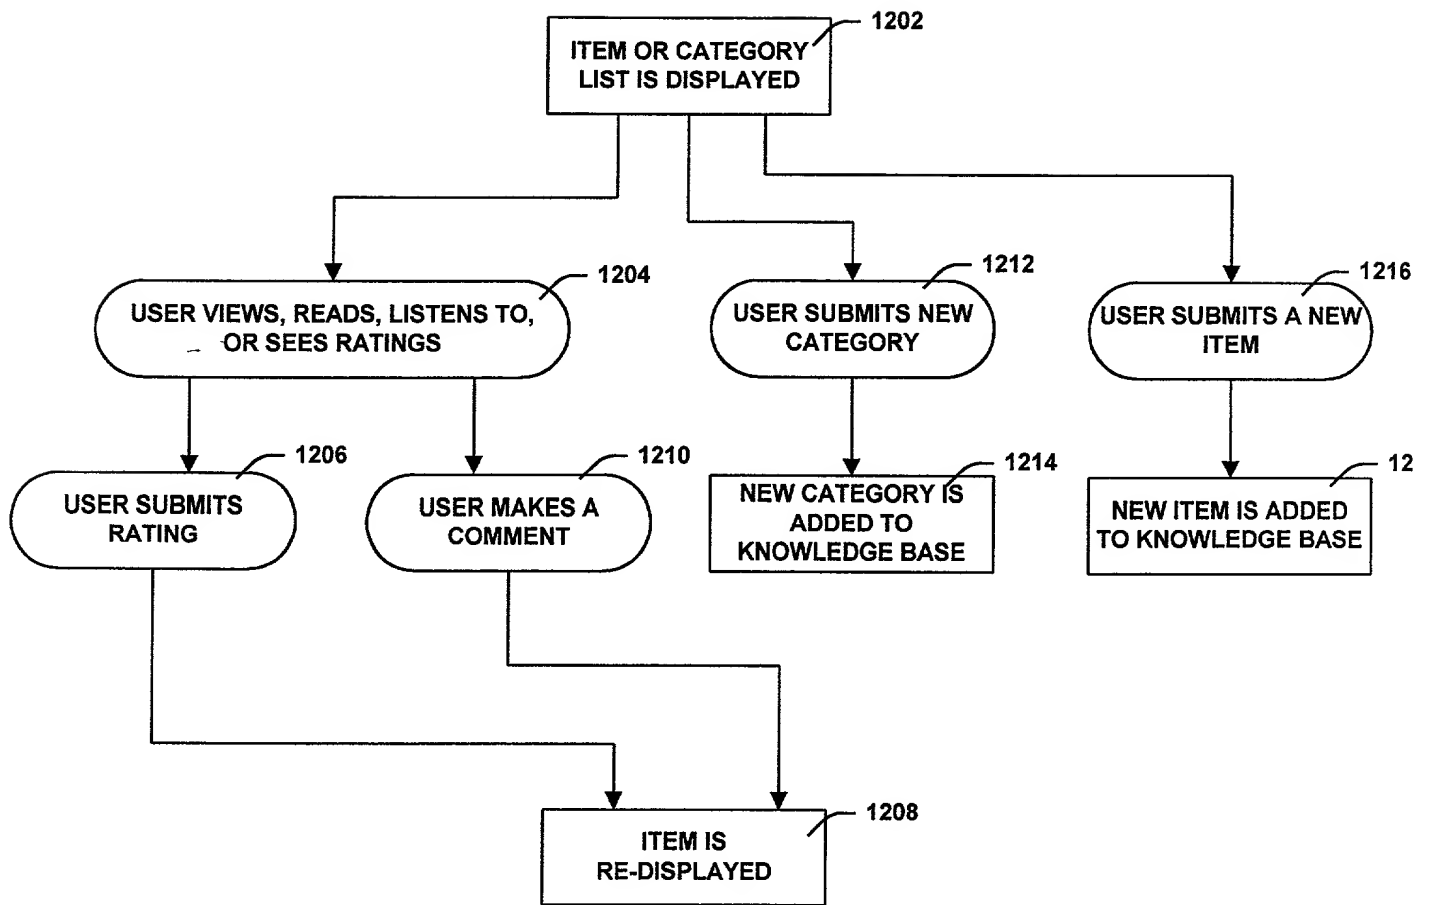 1202
ITEM OR CATEGORY
LIST IS DISPLAYED
1204
USER VIEWS, READS, LISTENS TO,
OR SEES RATINGS
1212
USER SUBMITS NEW
CATEGORY
1216
USER SUBMITS A NEW
ITEM
1206
USER SUBMITS
RATING
1210
USER MAKES A
COMMENT
1214
NEW CATEGORY IS
ADDED TO
KNOWLEDGE BASE
12
NEW ITEM IS ADDED
TO KNOWLEDGE BASE
1208
ITEM IS
RE-DISPLAYED